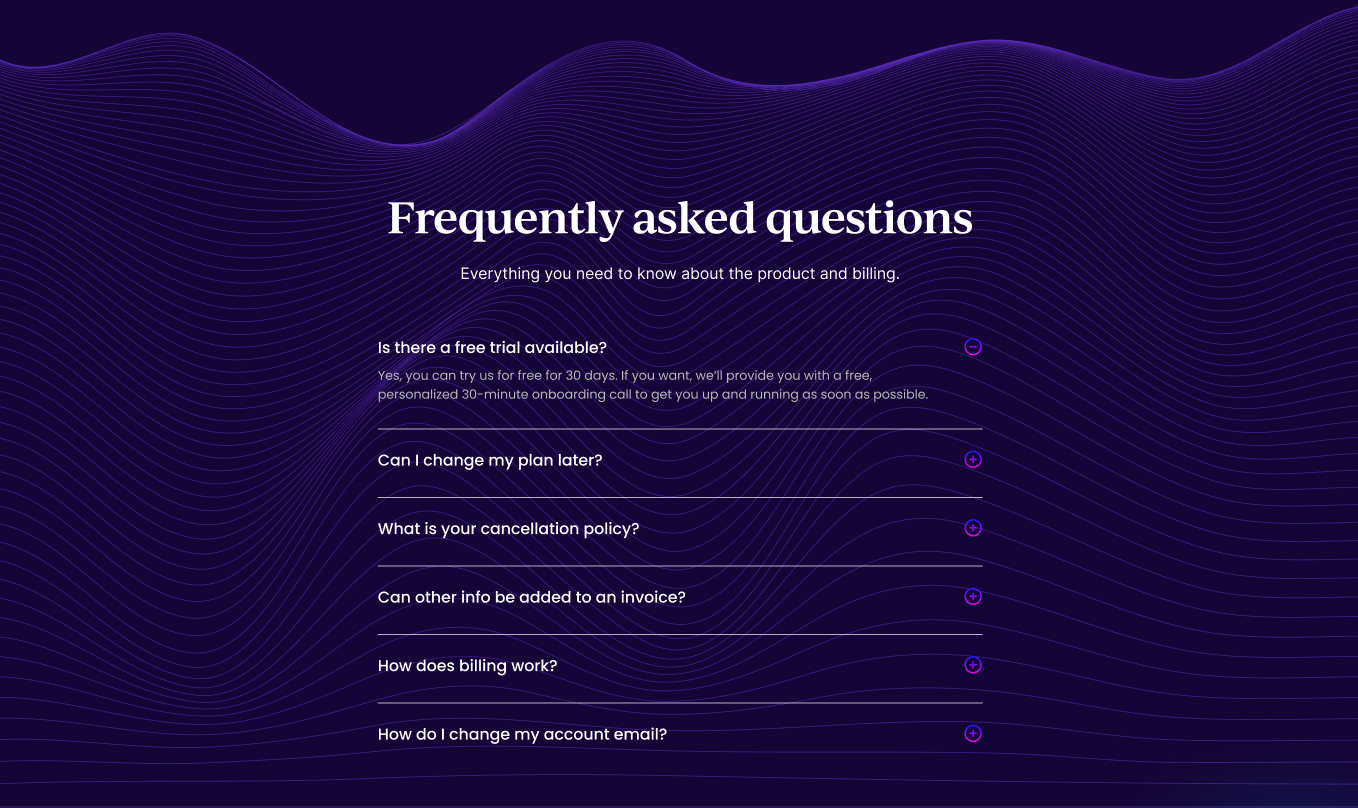 Frequently asked questions
Everything you need to know about the product and billing.
Is there a free trial available?
Yes, you can try us for free for 30 days. If you want, we’ll provide you with a free,
personalized 30-minute onboarding call to get you up and running as soon as possible.
Can I change my plan later?
What is your cancellation policy?
Can other info be added to an invoice?
How does billing work?
How do I change my account email?